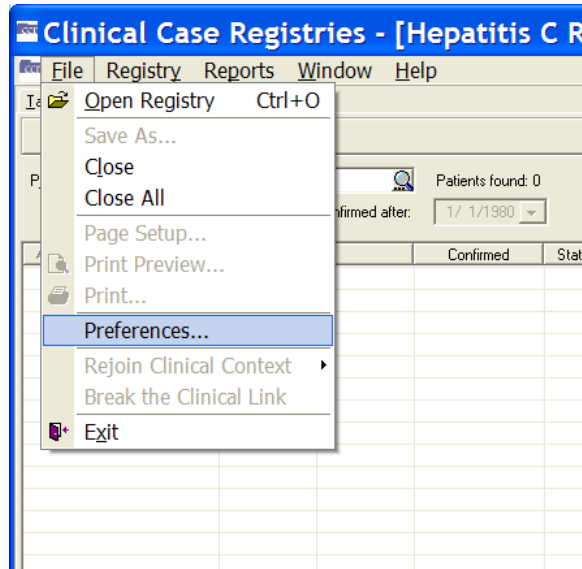 Clinical Case Registries - [Hepatitis C R
File Registry Reports Window Help
Open Registry Ctrl+O
Save As...
Close
Close All
Page Setup...
Print Preview...
Print...
Preferences...
Rejoin Clinical Context
Break the Clinical Link
Exit
Patients found: 0
nfirmed after: 1/ 1/1980
Confirmed Stat